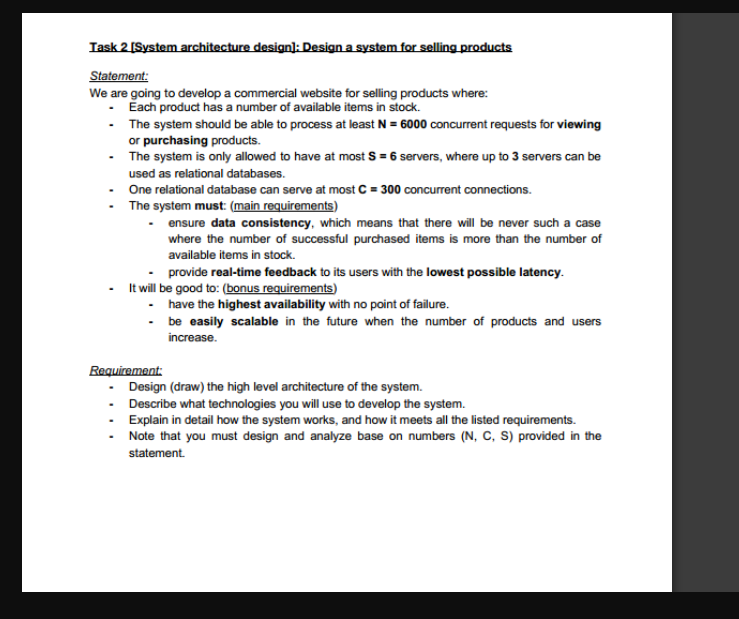 Task 2 [System architecture design]: Design a system for selling products
Statement:
We are going to develop a commercial website for selling products where:
- Each product has a number of available items in stock.
- The system should be able to process at least N = 6000 concurrent requests for viewing
or purchasing products.
- The system is only allowed to have at most S = 6 servers, where up to 3 servers can be
used as relational databases.
- One relational database can serve at most C = 300 concurrent connections.
- The system must: (main requirements)
- ensure data consistency, which means that there will be never such a case
where the number of successful purchased items is more than the number of
available items in stock.
- provide real-time feedback to its users with the lowest possible latency.
- It will be good to: (bonus requirements)
- have the highest availability with no point of failure.
- be easily scalable in the future when the number of products and users
increase.
Requirement:
- Design (draw) the high level architecture of the system.
- Describe what technologies you will use to develop the system.
- Explain in detail how the system works, and how it meets all the listed requirements.
- Note that you must design and analyze base on numbers (N, C, S) provided in the
statement.